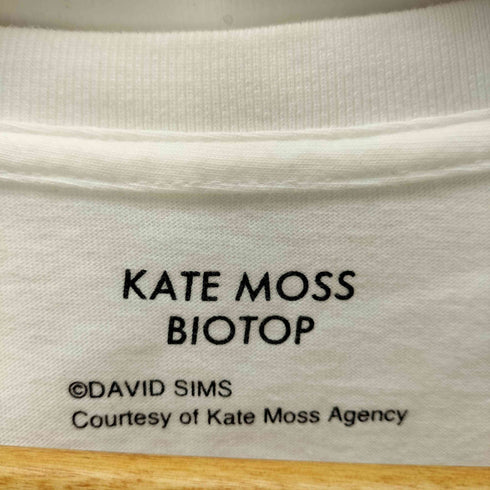 KATE MOSS
BIOTOP
©DAVID SIMS
Courtesy of Kate Moss Agency